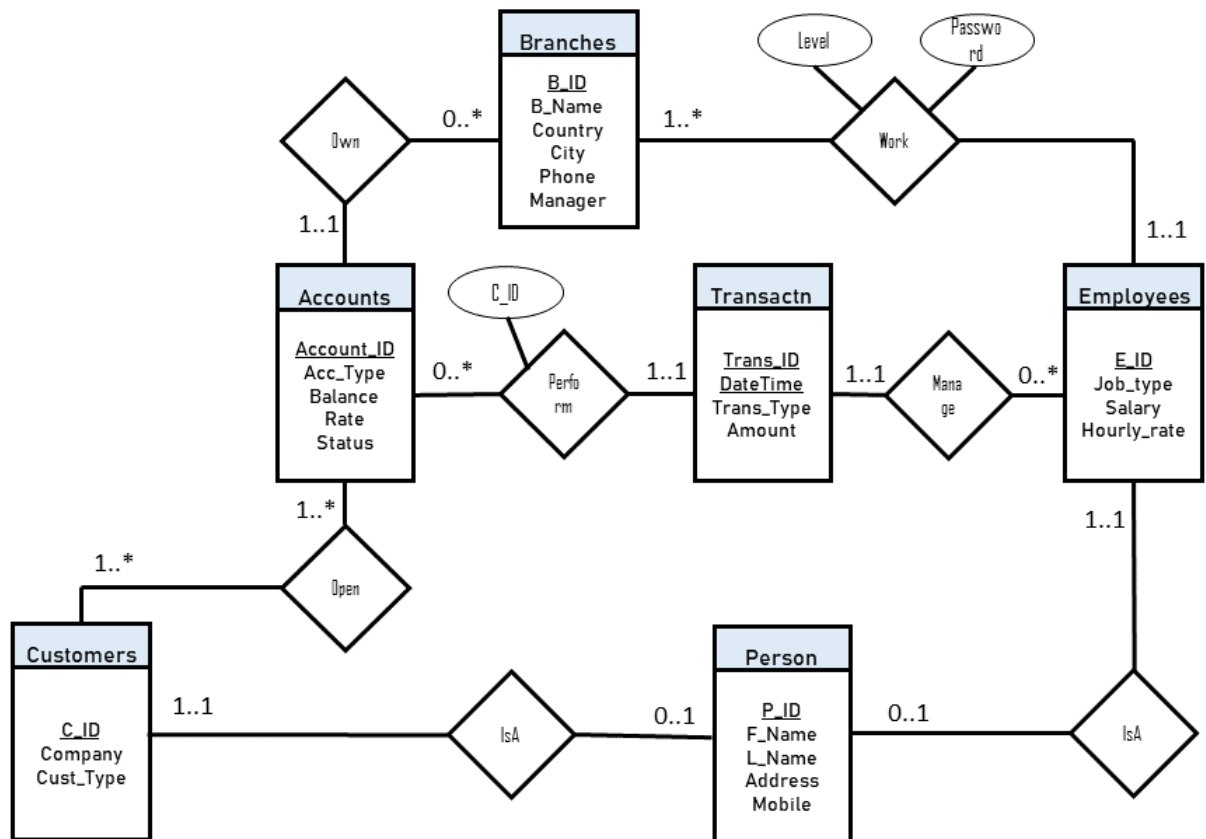 Branches
B_ID
B_Name
Country
City
Phone
Manager
Level
Passwo
rd
Own
0..*
1..*
Work
1..1
1..1
Accounts
Account_ID
Acc_Type
Balance
Rate
Status
C_ID
0..*
Perfo
rm
1..1
Transactn
Trans_ID
DateTime
Trans_Type
Amount
1..1
Mana
ge
0..*
Employees
E_ID
Job_type
Salary
Hourly_rate
1..*
1..*
Open
1..1
Customers
C_ID
Company
Cust_Type
1..1
IsA
0..1
Person
P_ID
F_Name
L_Name
Address
Mobile
0..1
IsA